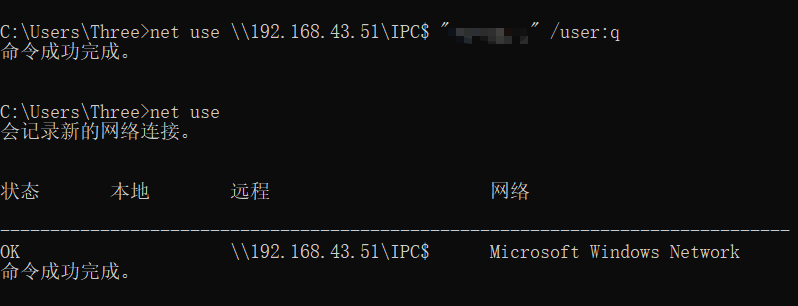 C:\Users\Three>net use \\192.168.43.51\IPC$ "" /user:q
命令成功完成。
C:\Users\Three>net use
会记录新的网络连接。
状态 本地 远程 网络
-------------------------------------------------------------------------------
OK \\192.168.43.51\IPC$ Microsoft Windows Network
命令成功完成。